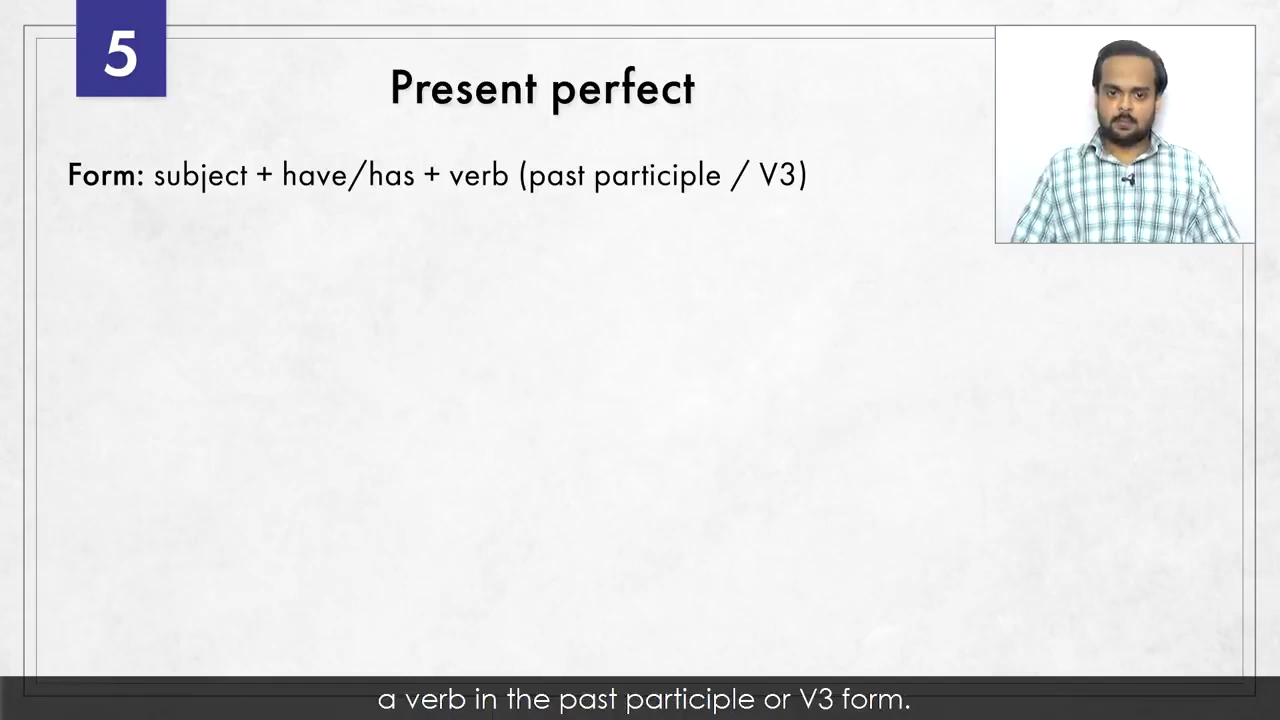 5
Present perfect
Form: subject + have/has + verb (past participle / V3)
a verb in the past participle or V3 form.